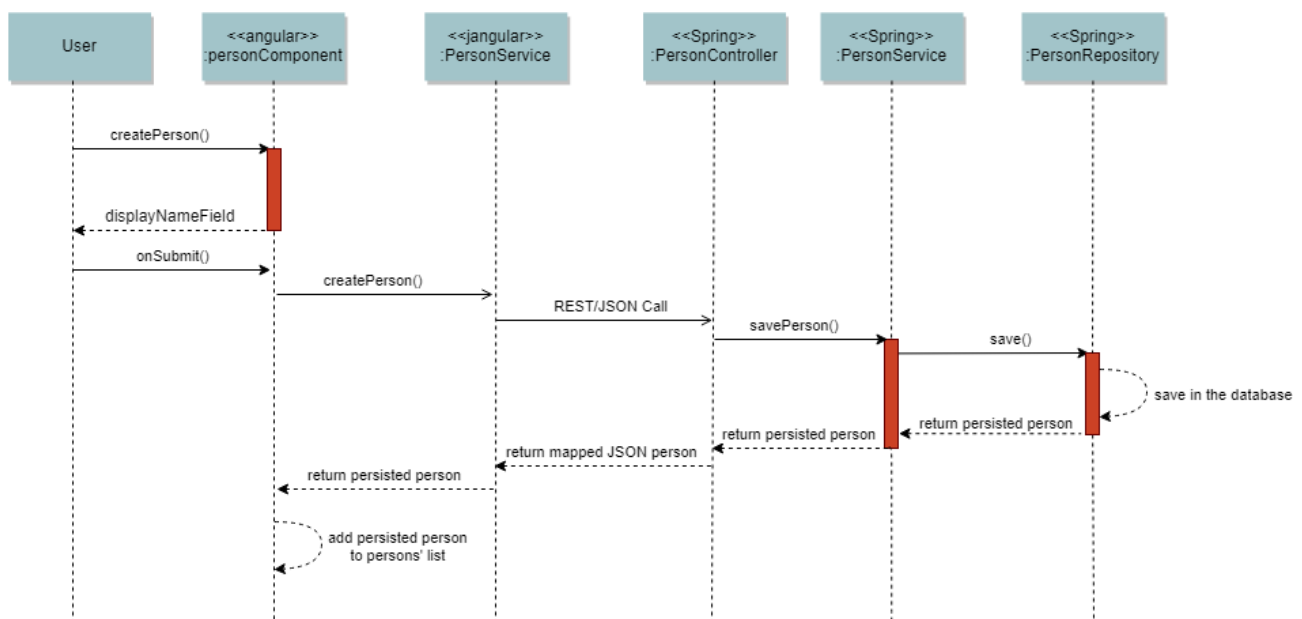 User
<<angular>>
:personComponent
<<jangular>>
:PersonService
<<Spring>>
:PersonController
<<Spring>>
:PersonService
<<Spring>>
:PersonRepository
createPerson()
displayNameField
onSubmit()
createPerson()
REST/JSON Call
savePerson()
save()
save in the database
return persisted person
return persisted person
return mapped JSON person
return persisted person
add persisted person
to persons' list